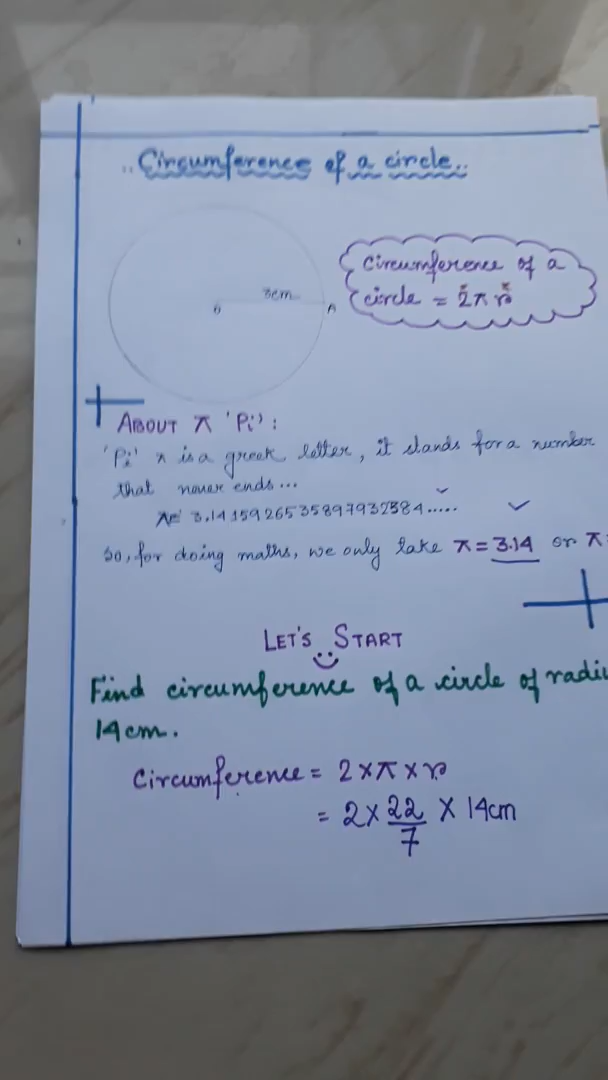 ..Circumference of a circle..
Circumference of a
circle = 2πr
3cm
O A
ABOUT π 'Pi':
'Pi' π is a greek letter, it stands for a number
that never ends...
π= 3.1415926535897932384.....
So, for doing maths, we only take π = 3.14 or π
LET'S START
Find circumference of a circle of radiu
14cm.
Circumference = 2×π×r
= 2× 22/7 × 14cm